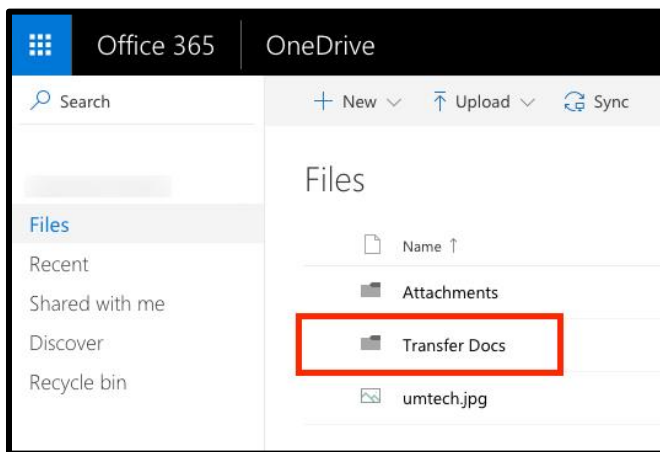 Office 365 OneDrive
Search
+ New Upload Sync
Files
Files
Recent
Shared with me
Discover
Recycle bin
Name ↑
Attachments
Transfer Docs
umtech.jpg